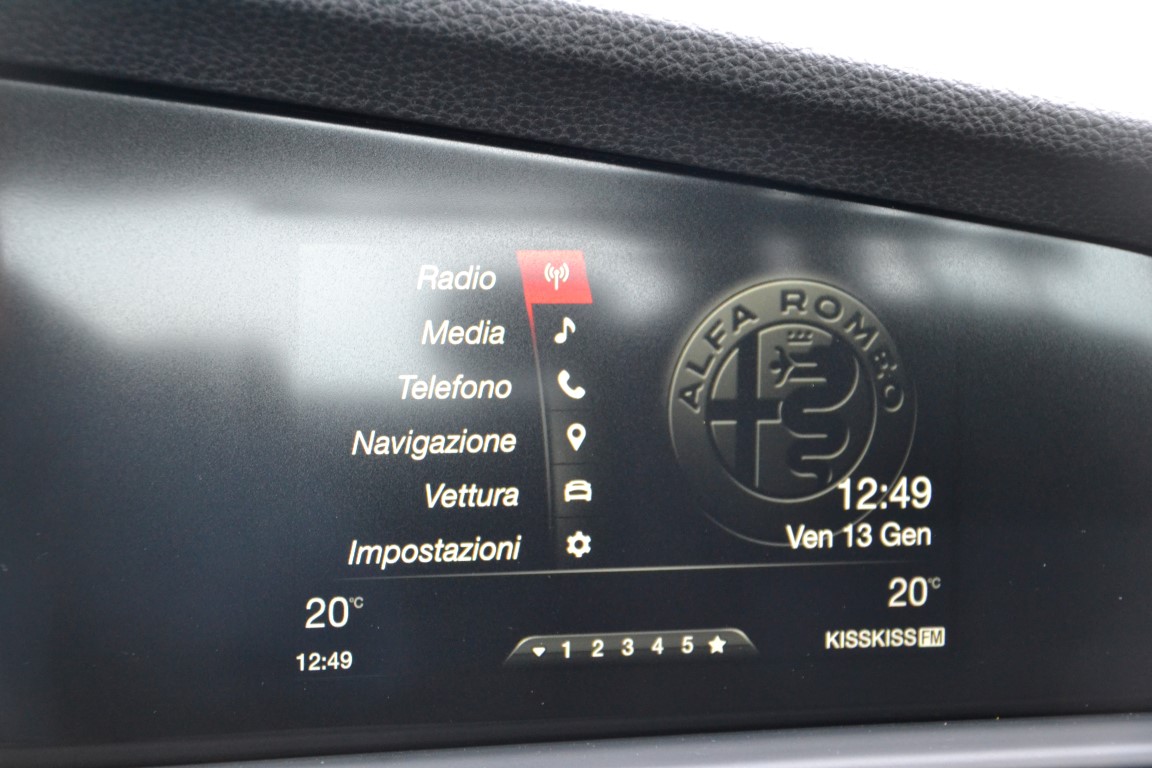 Radio
Media
Telefono
Navigazione
Vettura
Impostazioni
ALFA ROMEO
12:49
Ven 13 Gen
20°C
12:49
1 2 3 4 5
20°C
KISSKISS FM